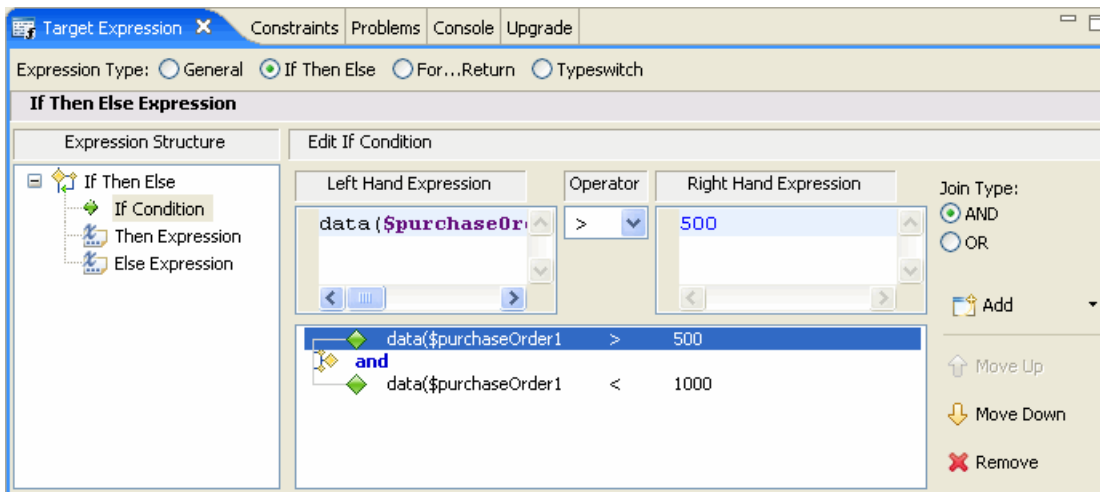 Target Expression Constraints Problems Console Upgrade
Expression Type: General If Then Else For...Return Typeswitch
If Then Else Expression
Expression Structure Edit If Condition
If Then Else
If Condition
Then Expression
Else Expression
Left Hand Expression Operator Right Hand Expression
data($purchaseOr > 500
Join Type:
AND
OR
data($purchaseOrder1 > 500
and
data($purchaseOrder1 < 1000
Add
Move Up
Move Down
Remove